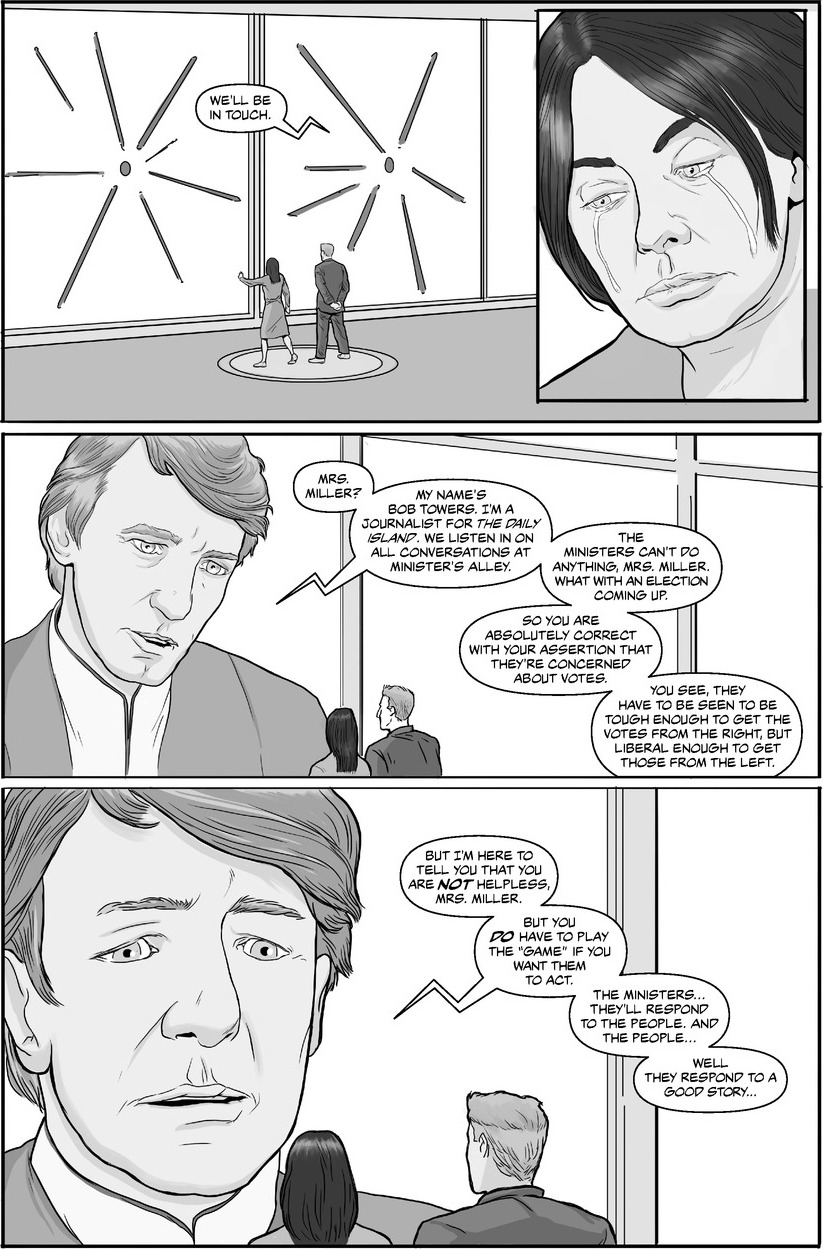 WE'LL BE
IN TOUCH.
MRS.
MILLER?
MY NAME'S
BOB TOWERS. I'M A
JOURNALIST FOR THE DAILY
ISLAND. WE LISTEN IN ON
ALL CONVERSATIONS AT
MINISTER'S ALLEY.
THE
MINISTERS CAN'T DO
ANYTHING, MRS. MILLER.
WHAT WITH AN ELECTION
COMING UP.
SO YOU ARE
ABSOLUTELY CORRECT
WITH YOUR ASSERTION THAT
THEY'RE CONCERNED
ABOUT VOTES.
YOU SEE, THEY
HAVE TO BE SEEN TO BE
TOUGH ENOUGH TO GET THE
VOTES FROM THE RIGHT, BUT
LIBERAL ENOUGH TO GET
THOSE FROM THE LEFT.
BUT I'M HERE TO
TELL YOU THAT YOU
ARE NOT HELPLESS,
MRS. MILLER.
BUT YOU
DO HAVE TO PLAY
THE "GAME" IF YOU
WANT THEM
TO ACT.
THE MINISTERS...
THEY'LL RESPOND
TO THE PEOPLE. AND
THE PEOPLE...
WELL
THEY RESPOND TO A
GOOD STORY...